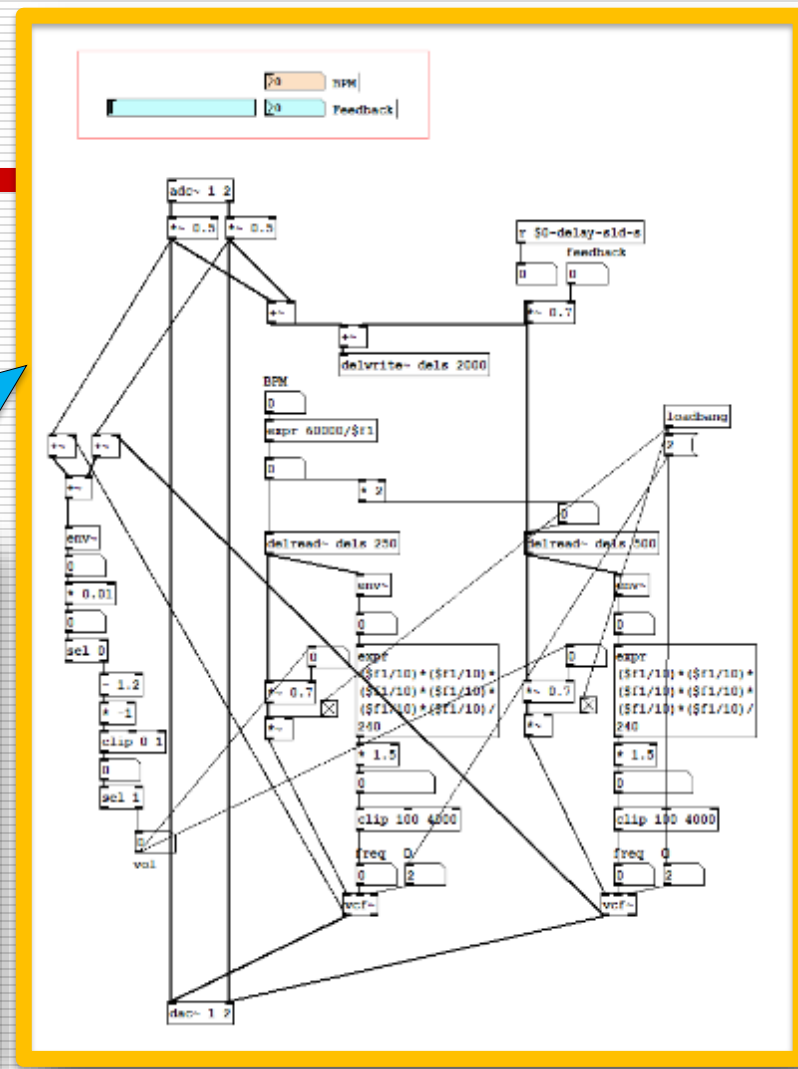 20 BPM
20 Feedback
adc~ 1 2
*~ 0.5 *~ 0.5
r $0-delay-sld-s
feedback
0 0
+~
*~ 0.7
+~
delwrite~ dels 2000
BPM
0
expr 60000/$f1
loadbang
2
+~ +~
0
+~
* 2
0
env~
delread~ dels 250
delread~ dels 500
0
env~
env~
* 0.01
0
0
0
sel 0
0
expr
($f1/10)*($f1/10)*
($f1/10)*($f1/10)*
($f1/10)*($f1/10)/
240
0
expr
($f1/10)*($f1/10)*
($f1/10)*($f1/10)*
($f1/10)*($f1/10)/
240
- 1.2
*~ 0.7
*~ 0.7
* -1
*~
*~
clip 0 1
* 1.5
* 1.5
0
0
0
sel 1
clip 100 4000
clip 100 4000
0
vol
freq Q
freq Q
0 2
0 2
vcf~
vcf~
dac~ 1 2